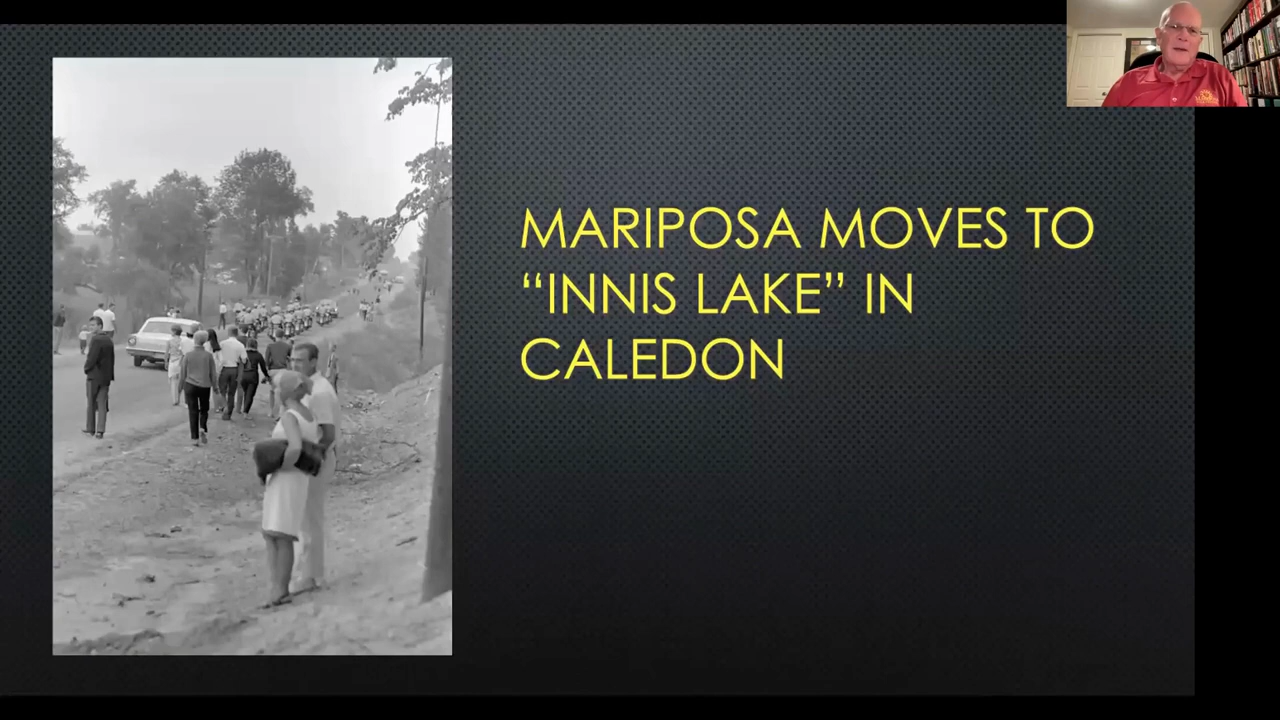 MARIPOSA MOVES TO
“INNIS LAKE” IN
CALEDON